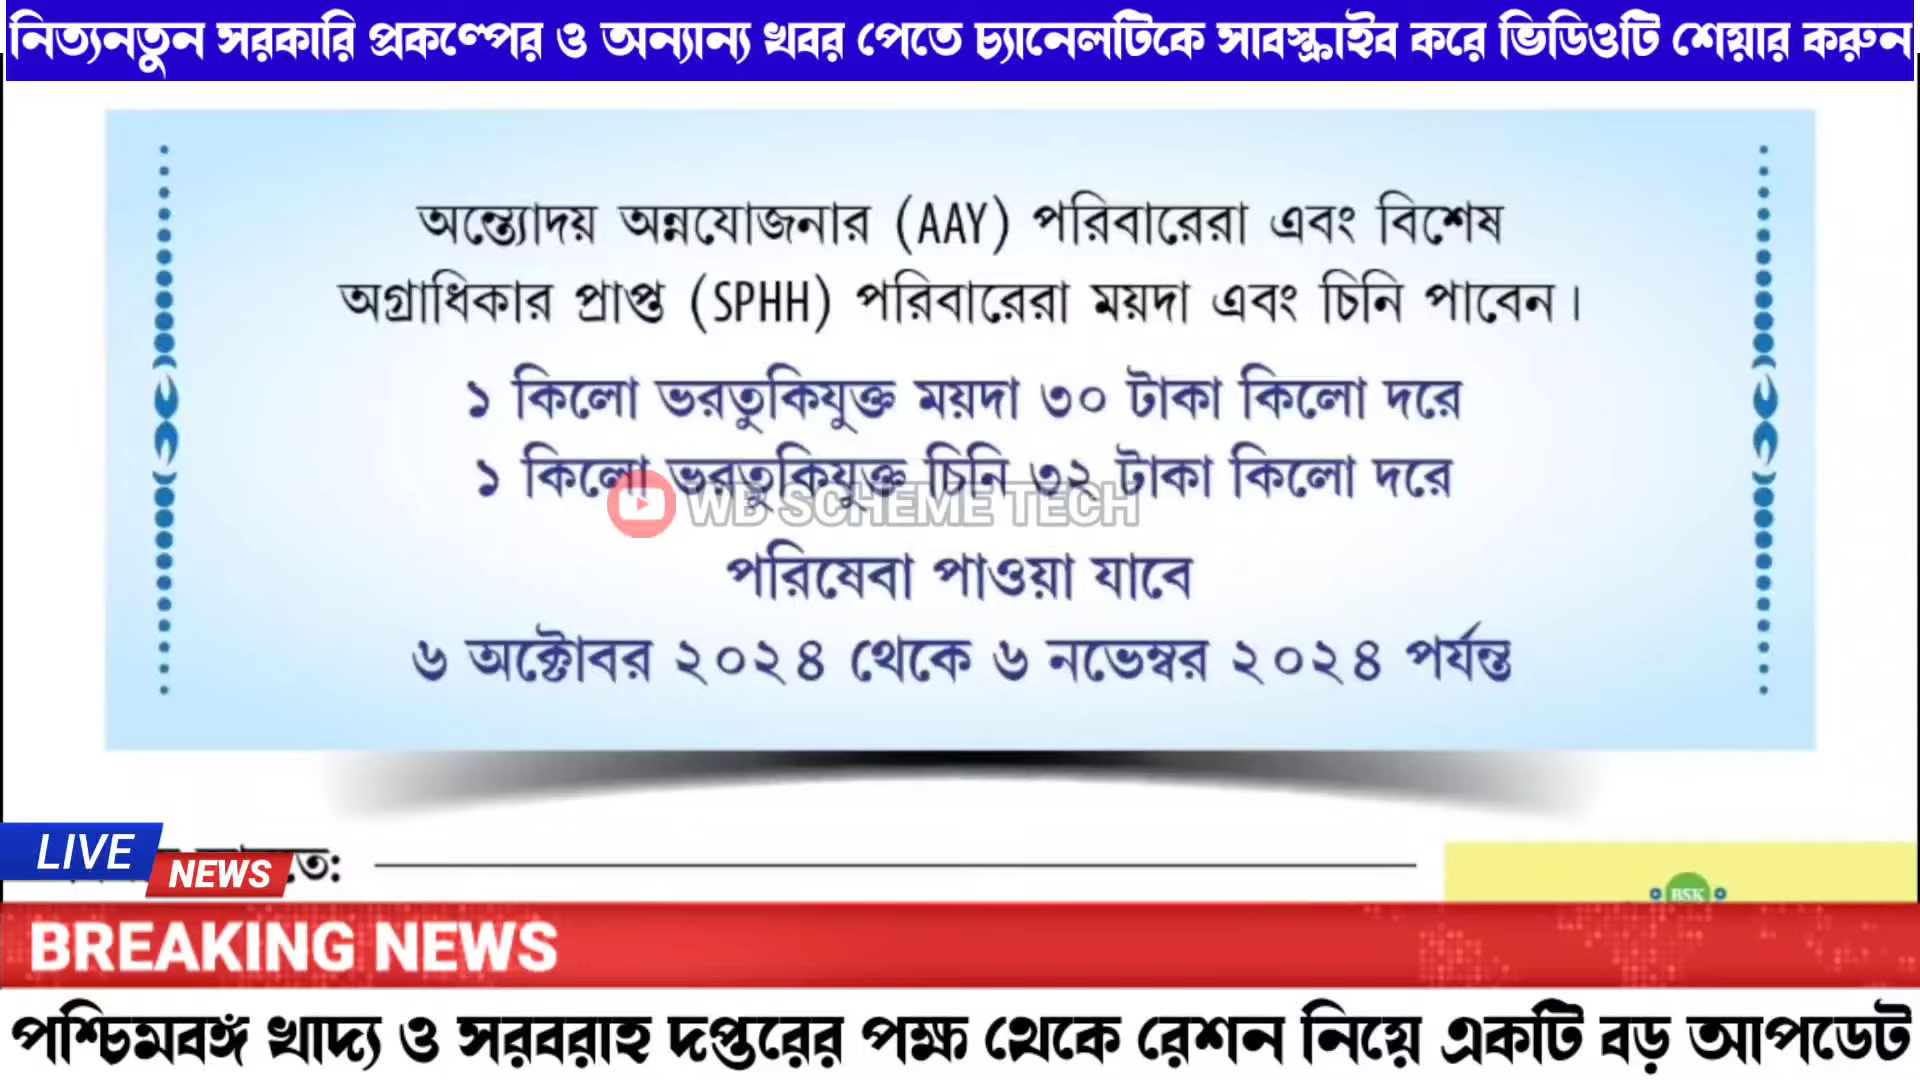 নিত্যনতুন সরকারি প্রকল্পের ও অন্যান্য খবর পেতে চ্যানেলটিকে সাবস্ক্রাইব করে ভিডিওটি শেয়ার করুন
অন্ত্যোদয় অন্নযোজনার (AAY) পরিবারেরা এবং বিশেষ
অগ্রাধিকার প্রাপ্ত (SPHH) পরিবারেরা ময়দা এবং চিনি পাবেন।
১ কিলো ভরতুকিযুক্ত ময়দা ৩০ টাকা কিলো দরে
১ কিলো ভরতুকিযুক্ত চিনি ৩২ টাকা কিলো দরে
WB SCHEME TECH
পরিষেবা পাওয়া যাবে
৬ অক্টোবর ২০২৪ থেকে ৬ নভেম্বর ২০২৪ পর্যন্ত
LIVE
NEWS
BSK
BREAKING NEWS
পশ্চিমবঙ্গ খাদ্য ও সরবরাহ দপ্তরের পক্ষ থেকে রেশন নিয়ে একটি বড় আপডেট